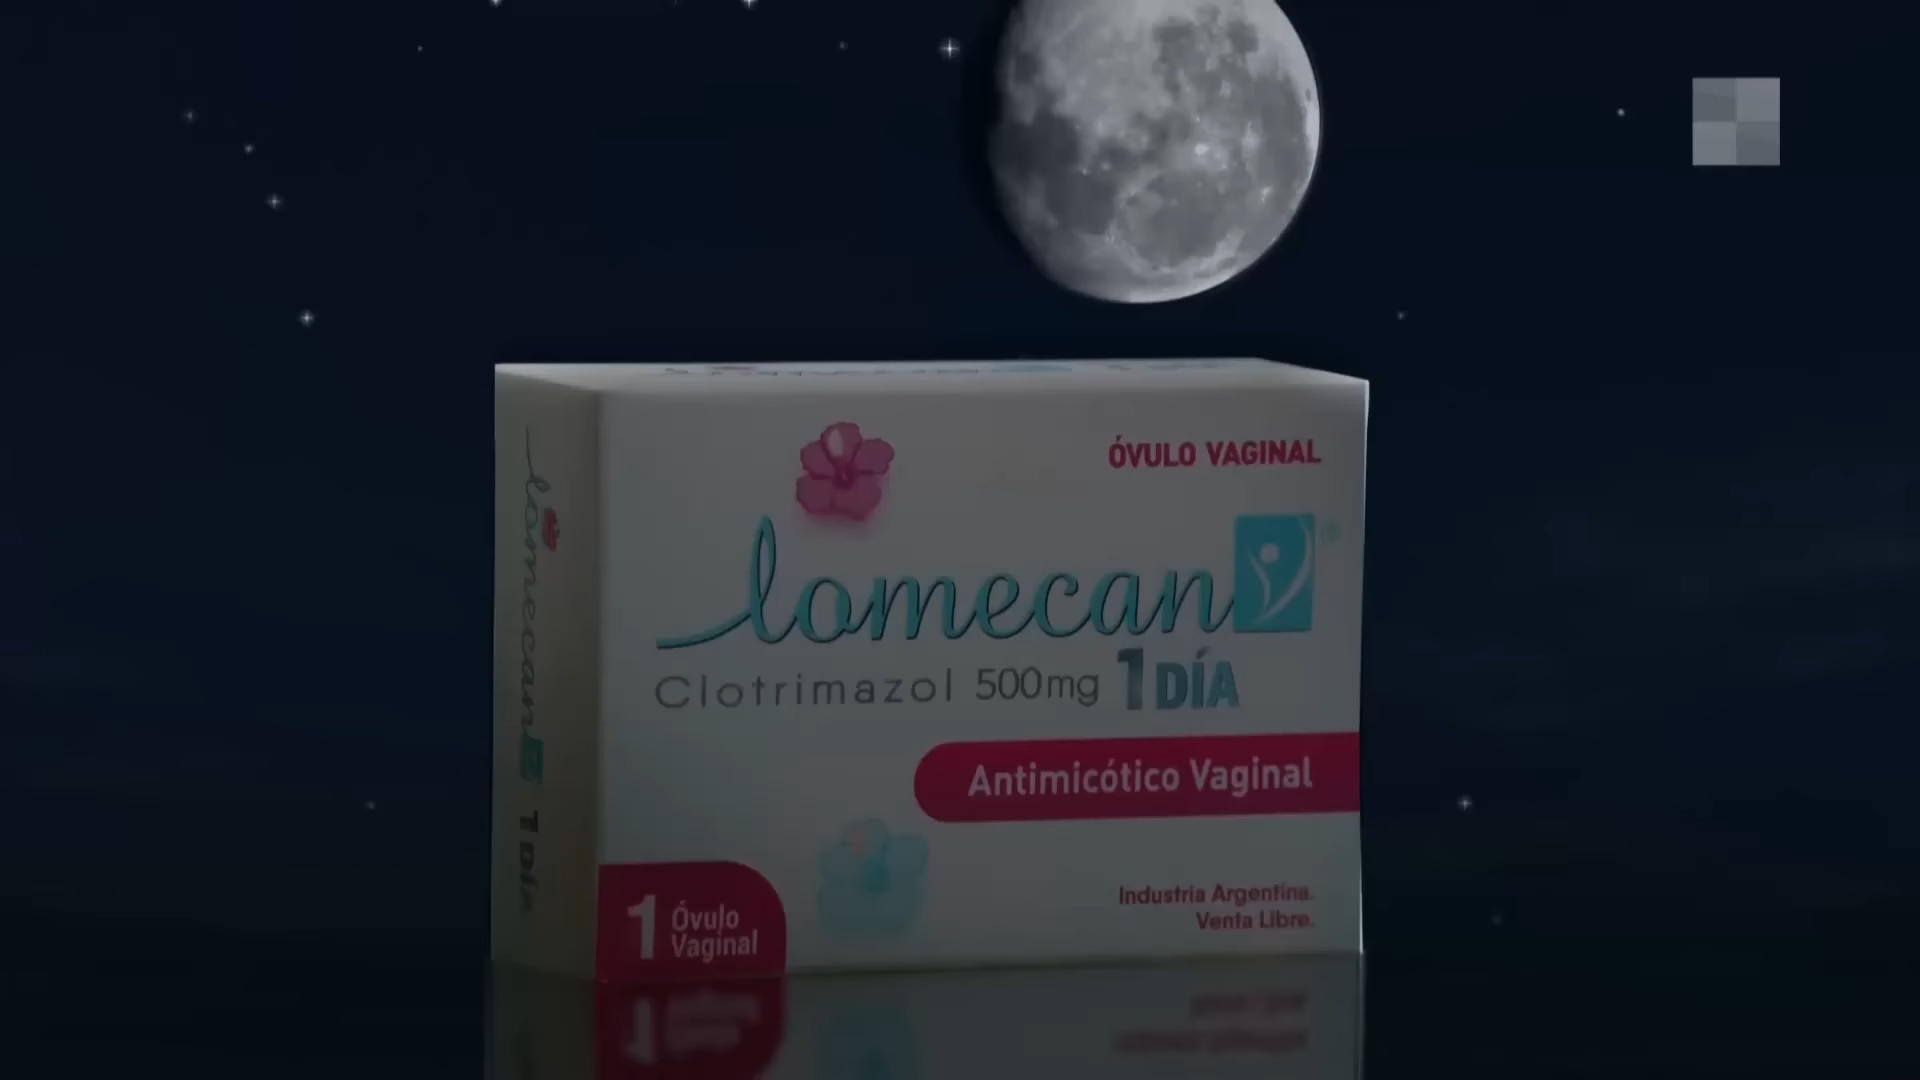 ÓVULO VAGINAL
lomecan
Clotrimazol 500mg 1 DÍA
Antimicótico Vaginal
Industria Argentina.
Venta Libre.
1 Óvulo
Vaginal
lomecan 1 DÍA